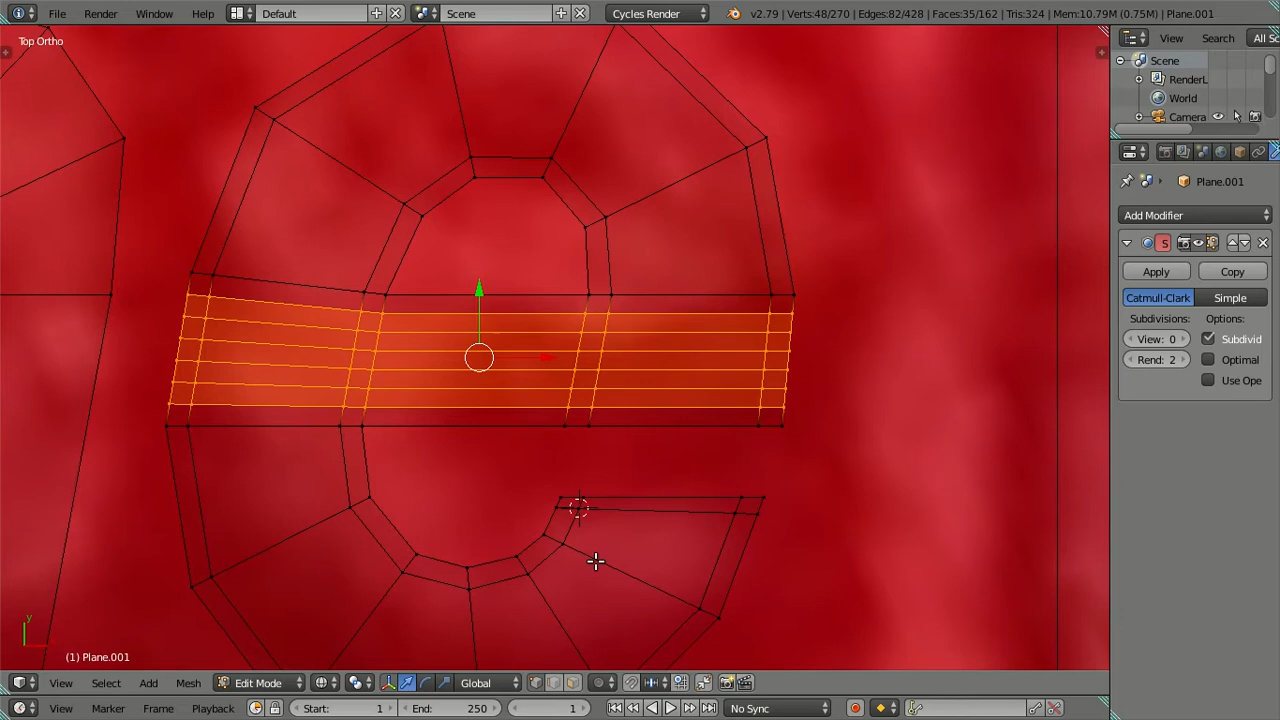 File Render Window Help Default Scene Cycles Render v2.79 | Verts:48/270 | Edges:82/428 | Faces:35/162 | Tris:324 | Mem:10.79M (0.75M) | Plane.001
Top Ortho
View Search All Sc
Scene
RenderL
World
Camera
Plane.001
Add Modifier
S
Apply Copy
Catmull-Clark Simple
Subdivisions: Options:
View: 0 Subdivid
Rend: 2 Optimal
Use Ope
y
(1) Plane.001
View Select Add Mesh Edit Mode Global
View Marker Frame Playback Start: 1 End: 250 1 No Sync